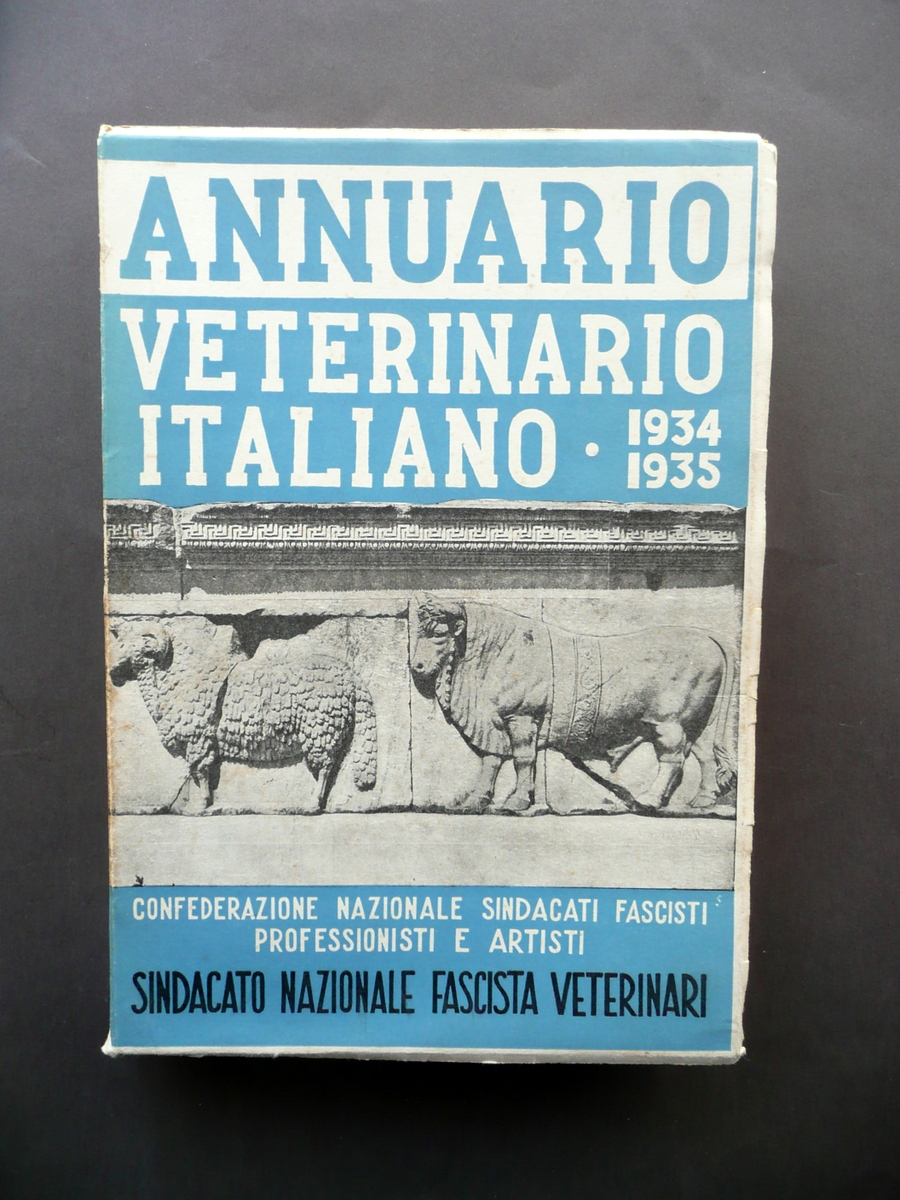 ANNUARIO
VETERINARIO
ITALIANO · 1934
1935
CONFEDERAZIONE NAZIONALE SINDACATI FASCISTI
PROFESSIONISTI E ARTISTI
SINDACATO NAZIONALE FASCISTA VETERINARI